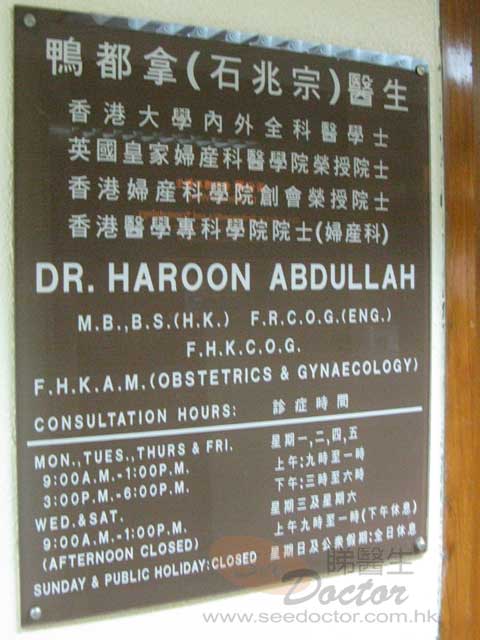 鴨都拿(石兆宗)醫生
香港大學內外全科醫學士
英國皇家婦產科醫學院榮授院士
香港婦產科學院創會榮授院士
香港醫學專科學院院士(婦產科)
DR. HAROON ABDULLAH
M.B.,B.S.(H.K.) F.R.C.O.G.(ENG.)
F.H.K.C.O.G.
F.H.K.A.M.(OBSTETRICS & GYNAECOLOGY)
CONSULTATION HOURS: 診症時間
MON.,TUES.,THURS & FRI. 星期一,二,四,五
9:00A.M.-1:00P.M. 上午:九時至一時
3:00P.M.-6:00P.M. 下午:三時至六時
WED.&SAT. 星期三及星期六
9:00A.M.-1:00P.M. 上午九時至一時(下午休息)
(AFTERNOON CLOSED)
SUNDAY & PUBLIC HOLIDAY:CLOSED 星期日及公衆假期:全日休息
睇醫生
Doctor
www.seedoctor.com.hk